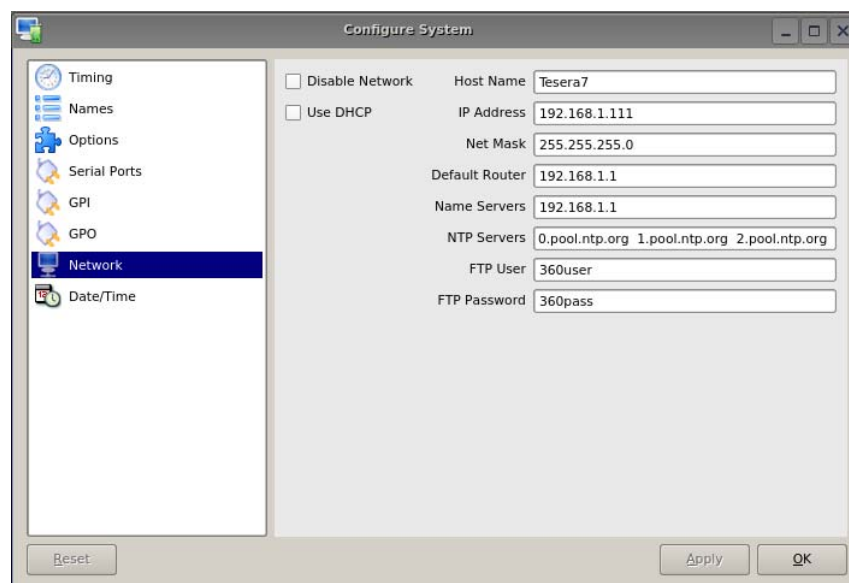 Configure System
Timing
Names
Options
Serial Ports
GPI
GPO
Network
Date/Time
Disable Network
Use DHCP
Host Name Tesera7
IP Address 192.168.1.111
Net Mask 255.255.255.0
Default Router 192.168.1.1
Name Servers 192.168.1.1
NTP Servers 0.pool.ntp.org 1.pool.ntp.org 2.pool.ntp.org
FTP User 360user
FTP Password 360pass
Reset
Apply
OK